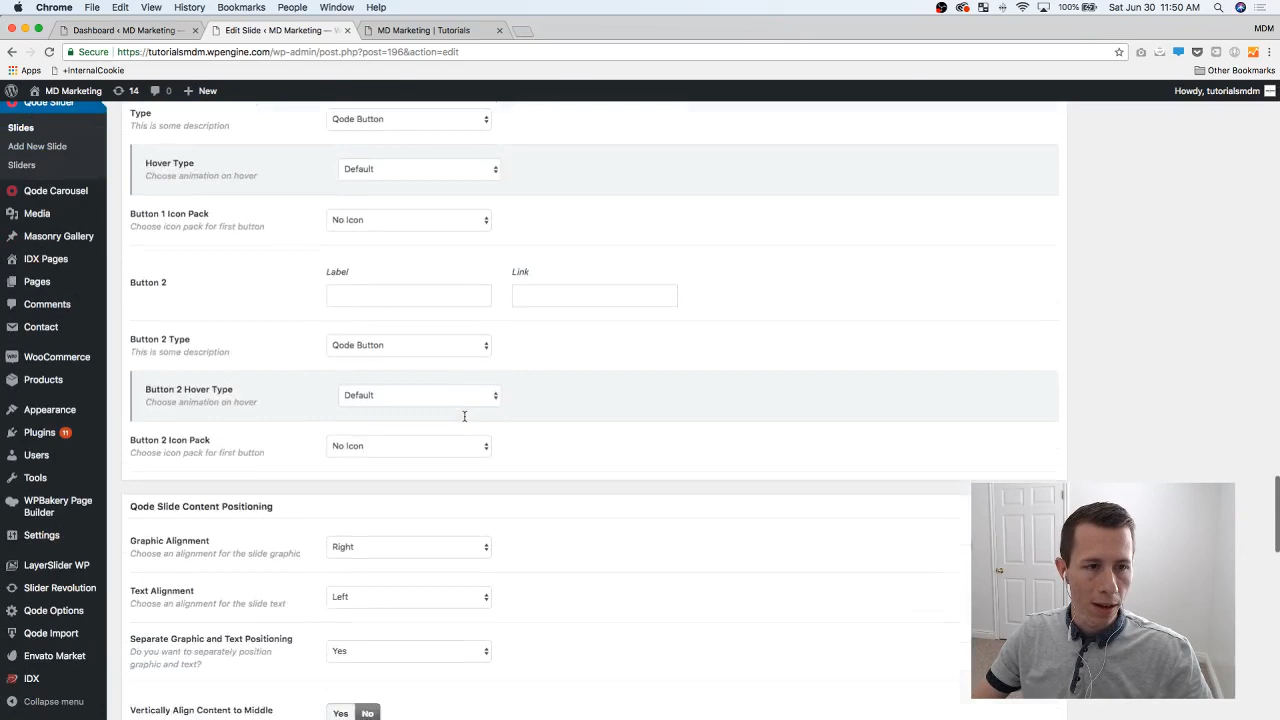 Chrome File Edit View History Bookmarks People Window Help 100% Sat Jun 30 11:50 AM
Dashboard ‹ MD Marketing — × Edit Slide ‹ MD Marketing — × MD Marketing | Tutorials × MDM
Secure https://tutorialsmdm.wpengine.com/wp-admin/post.php?post=196&action=edit
Apps +InternalCookie Other Bookmarks
MD Marketing 14 0 + New Howdy, tutorialsmdm
Qode Slider
Slides
Add New Slide
Sliders
Qode Carousel
Media
Masonry Gallery
IDX Pages
Pages
Comments
Contact
WooCommerce
Products
Appearance
Plugins 11
Users
Tools
WPBakery Page
Builder
Settings
LayerSlider WP
Slider Revolution
Qode Options
Qode Import
Envato Market
IDX
Collapse menu
Type
This is some description
Qode Button
Hover Type
Choose animation on hover
Default
Button 1 Icon Pack
Choose icon pack for first button
No Icon
Label Link
Button 2
Button 2 Type
This is some description
Qode Button
Button 2 Hover Type
Choose animation on hover
Default
Button 2 Icon Pack
Choose icon pack for first button
No Icon
Qode Slide Content Positioning
Graphic Alignment
Choose an alignment for the slide graphic
Right
Text Alignment
Choose an alignment for the slide text
Left
Separate Graphic and Text Positioning
Do you want to separately position
graphic and text?
Yes
Vertically Align Content to Middle
Yes No